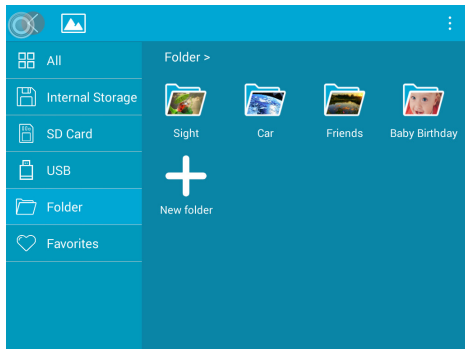 All
Internal Storage
SD Card
USB
Folder
Favorites
Folder >
Sight
Car
Friends
Baby Birthday
New folder